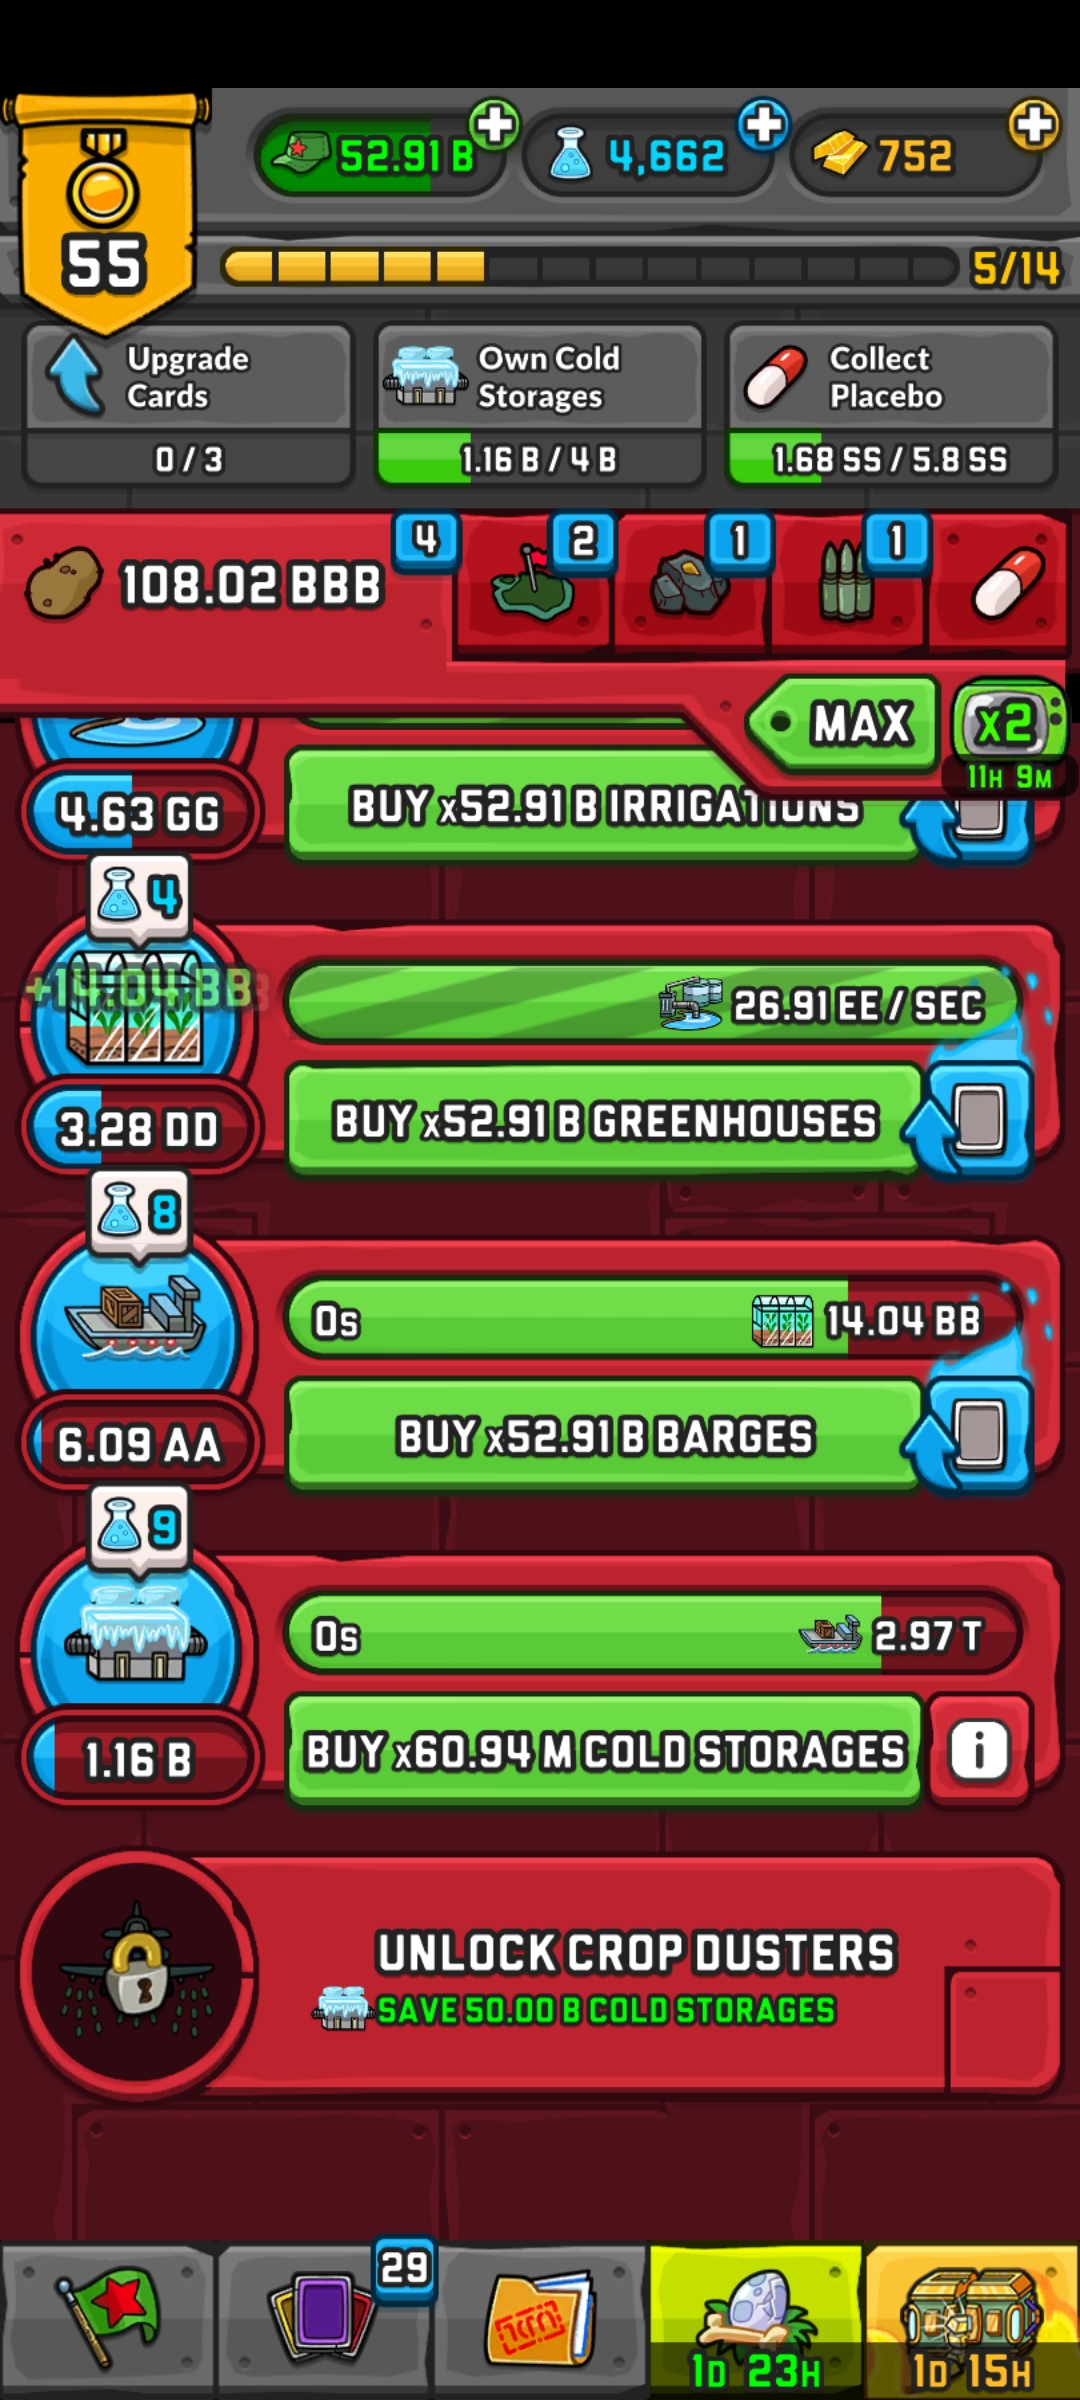 52.91 B
4,662
752
55
5/14
Upgrade
Cards
0 / 3
Own Cold
Storages
1.16 B / 4 B
Collect
Placebo
1.68 SS / 5.8 SS
108.02 BBB
4
2
1
1
MAX
x2
11H 9M
4.63 GG
BUY x52.91 B IRRIGATIONS
4
+14.04 BB
26.91 EE / SEC
3.28 DD
BUY x52.91 B GREENHOUSES
8
0s
14.04 BB
6.09 AA
BUY x52.91 B BARGES
9
0s
2.97 T
1.16 B
BUY x60.94 M COLD STORAGES
i
UNLOCK CROP DUSTERS
SAVE 50.00 B COLD STORAGES
29
1D 23H
1D 15H